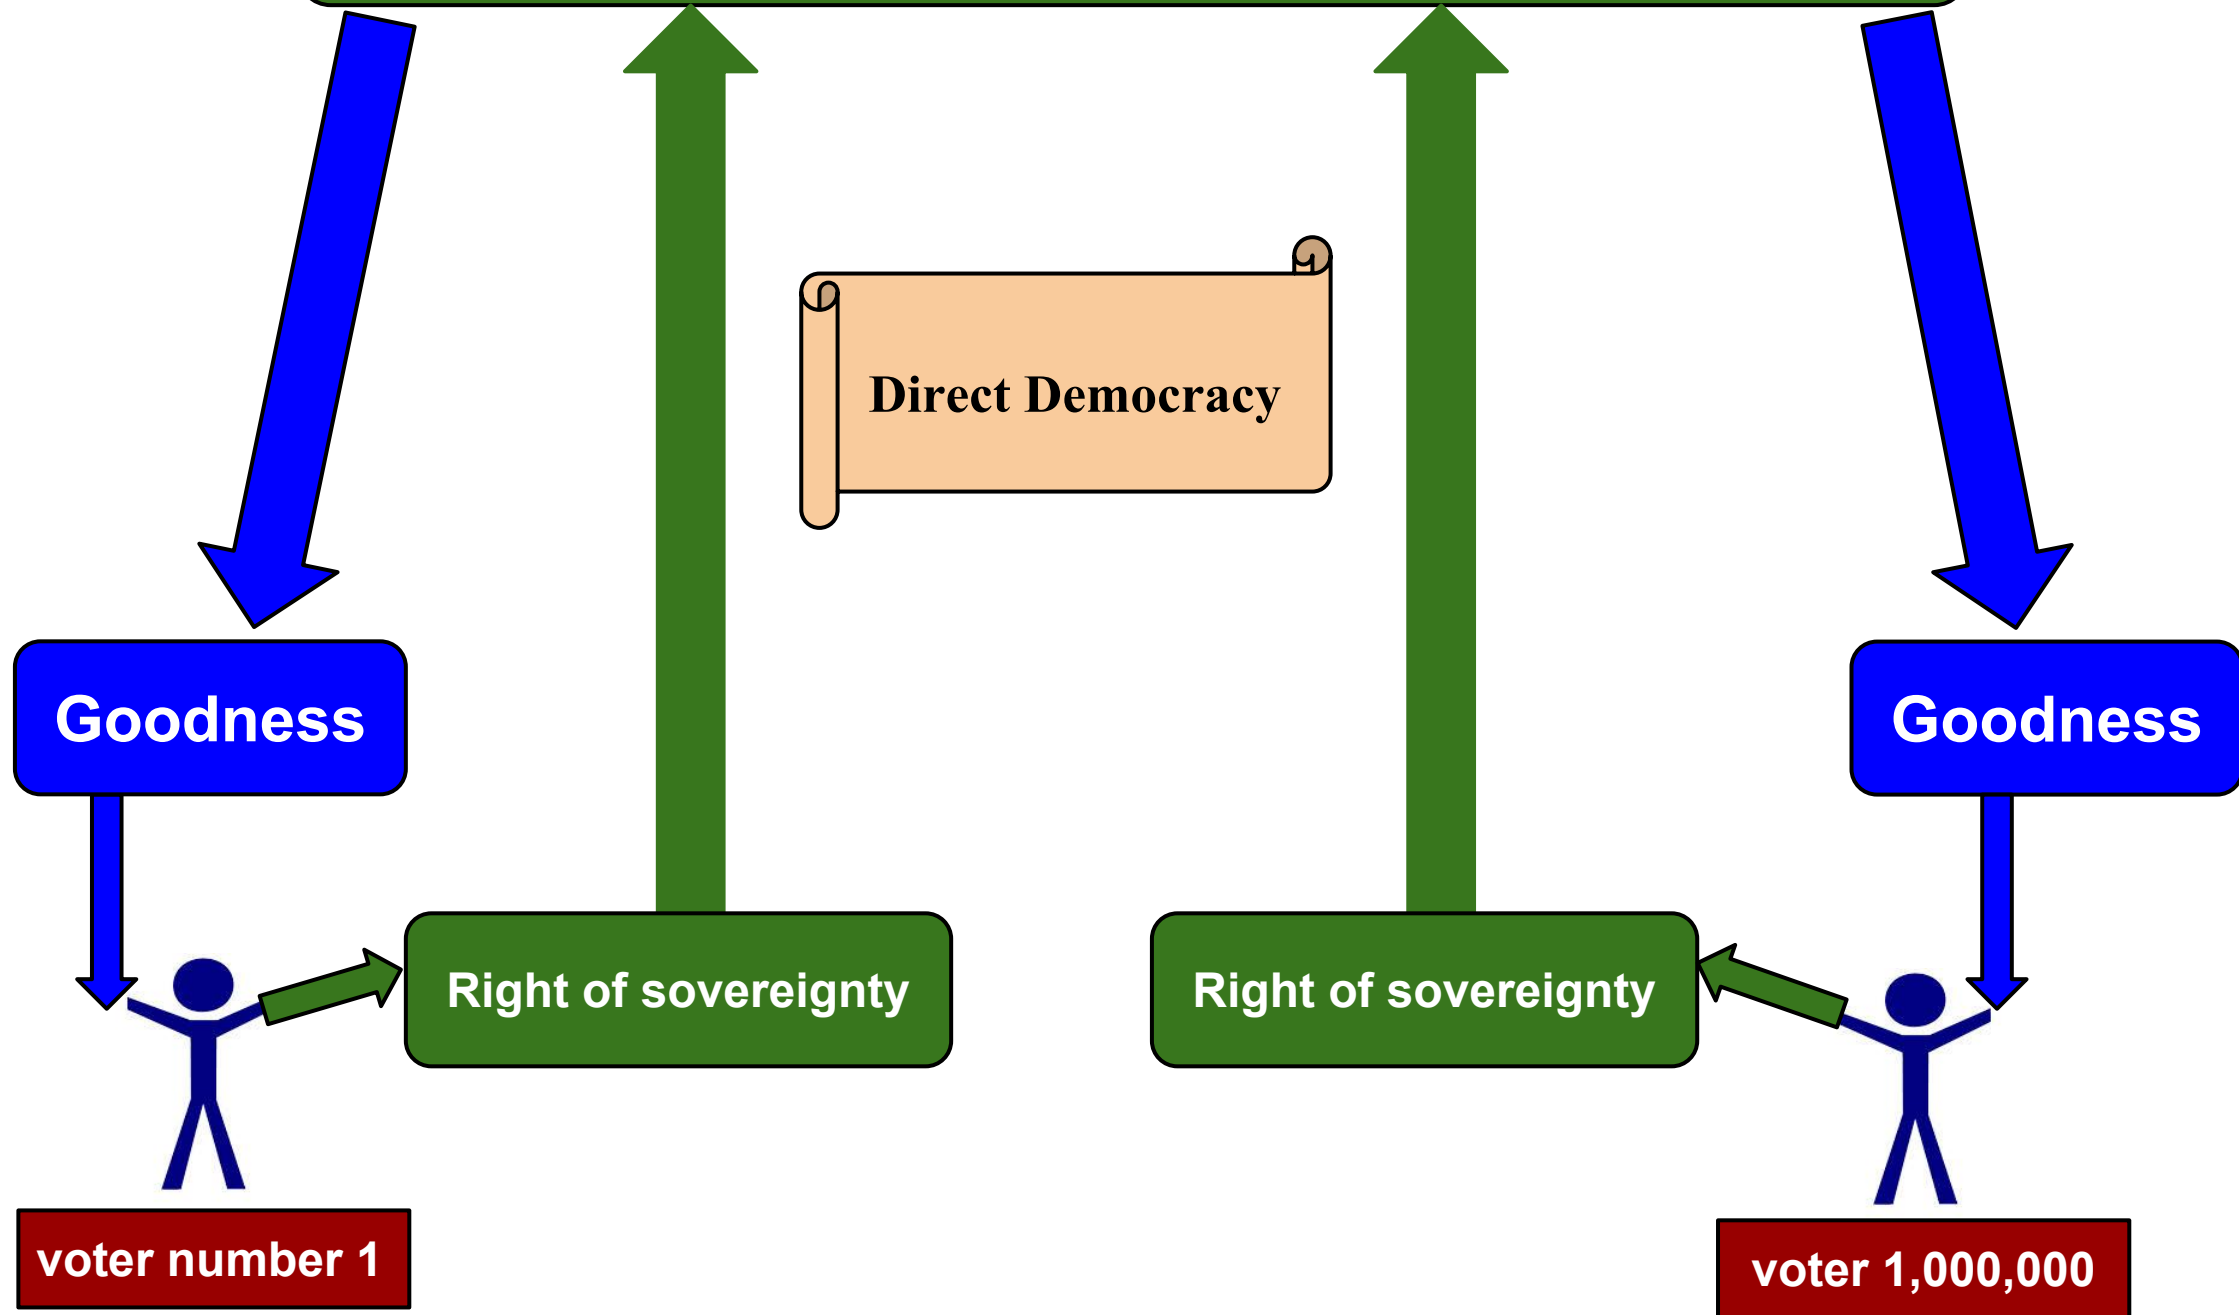 Direct Democracy
Goodness
Goodness
Right of sovereignty
Right of sovereignty
voter number 1
voter 1,000,000